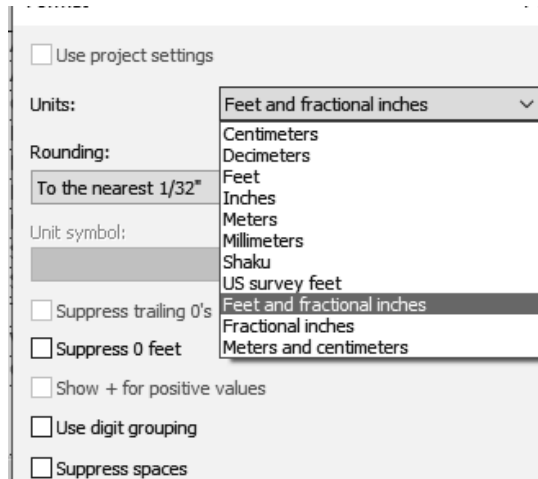 Use project settings
Units:
Feet and fractional inches
Centimeters
Decimeters
Feet
Inches
Meters
Millimeters
Shaku
US survey feet
Feet and fractional inches
Fractional inches
Meters and centimeters
Rounding:
To the nearest 1/32"
Unit symbol:
Suppress trailing 0's
Suppress 0 feet
Show + for positive values
Use digit grouping
Suppress spaces